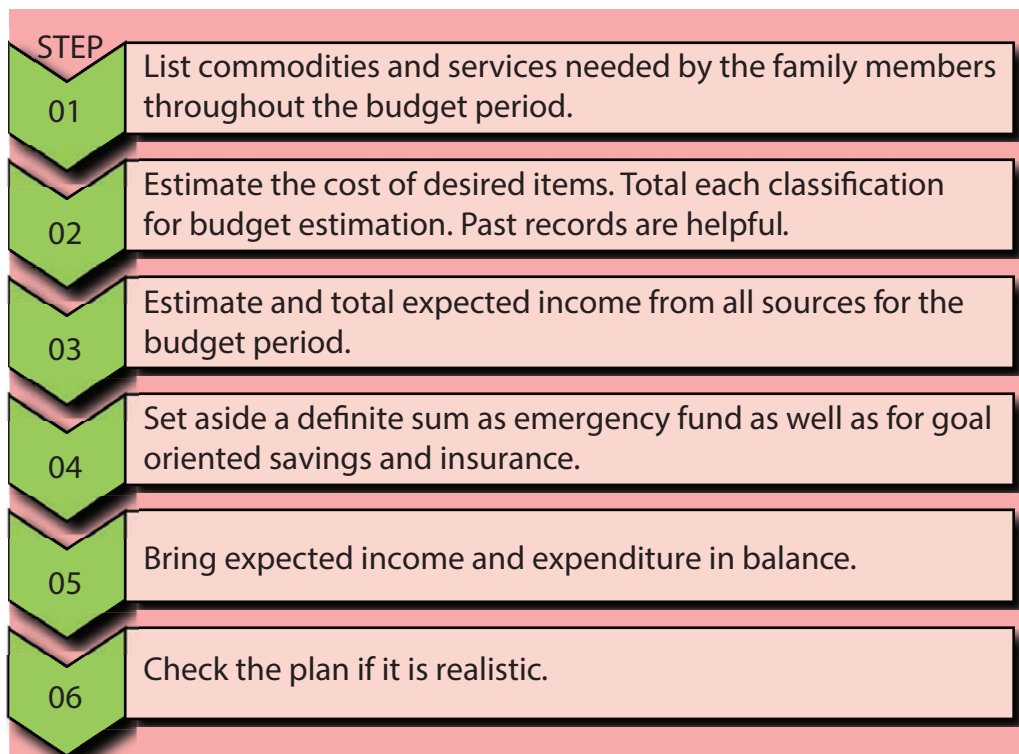 STEP
01
List commodities and services needed by the family members
throughout the budget period.
02
Estimate the cost of desired items. Total each classification
for budget estimation. Past records are helpful.
03
Estimate and total expected income from all sources for the
budget period.
04
Set aside a definite sum as emergency fund as well as for goal
oriented savings and insurance.
05
Bring expected income and expenditure in balance.
06
Check the plan if it is realistic.